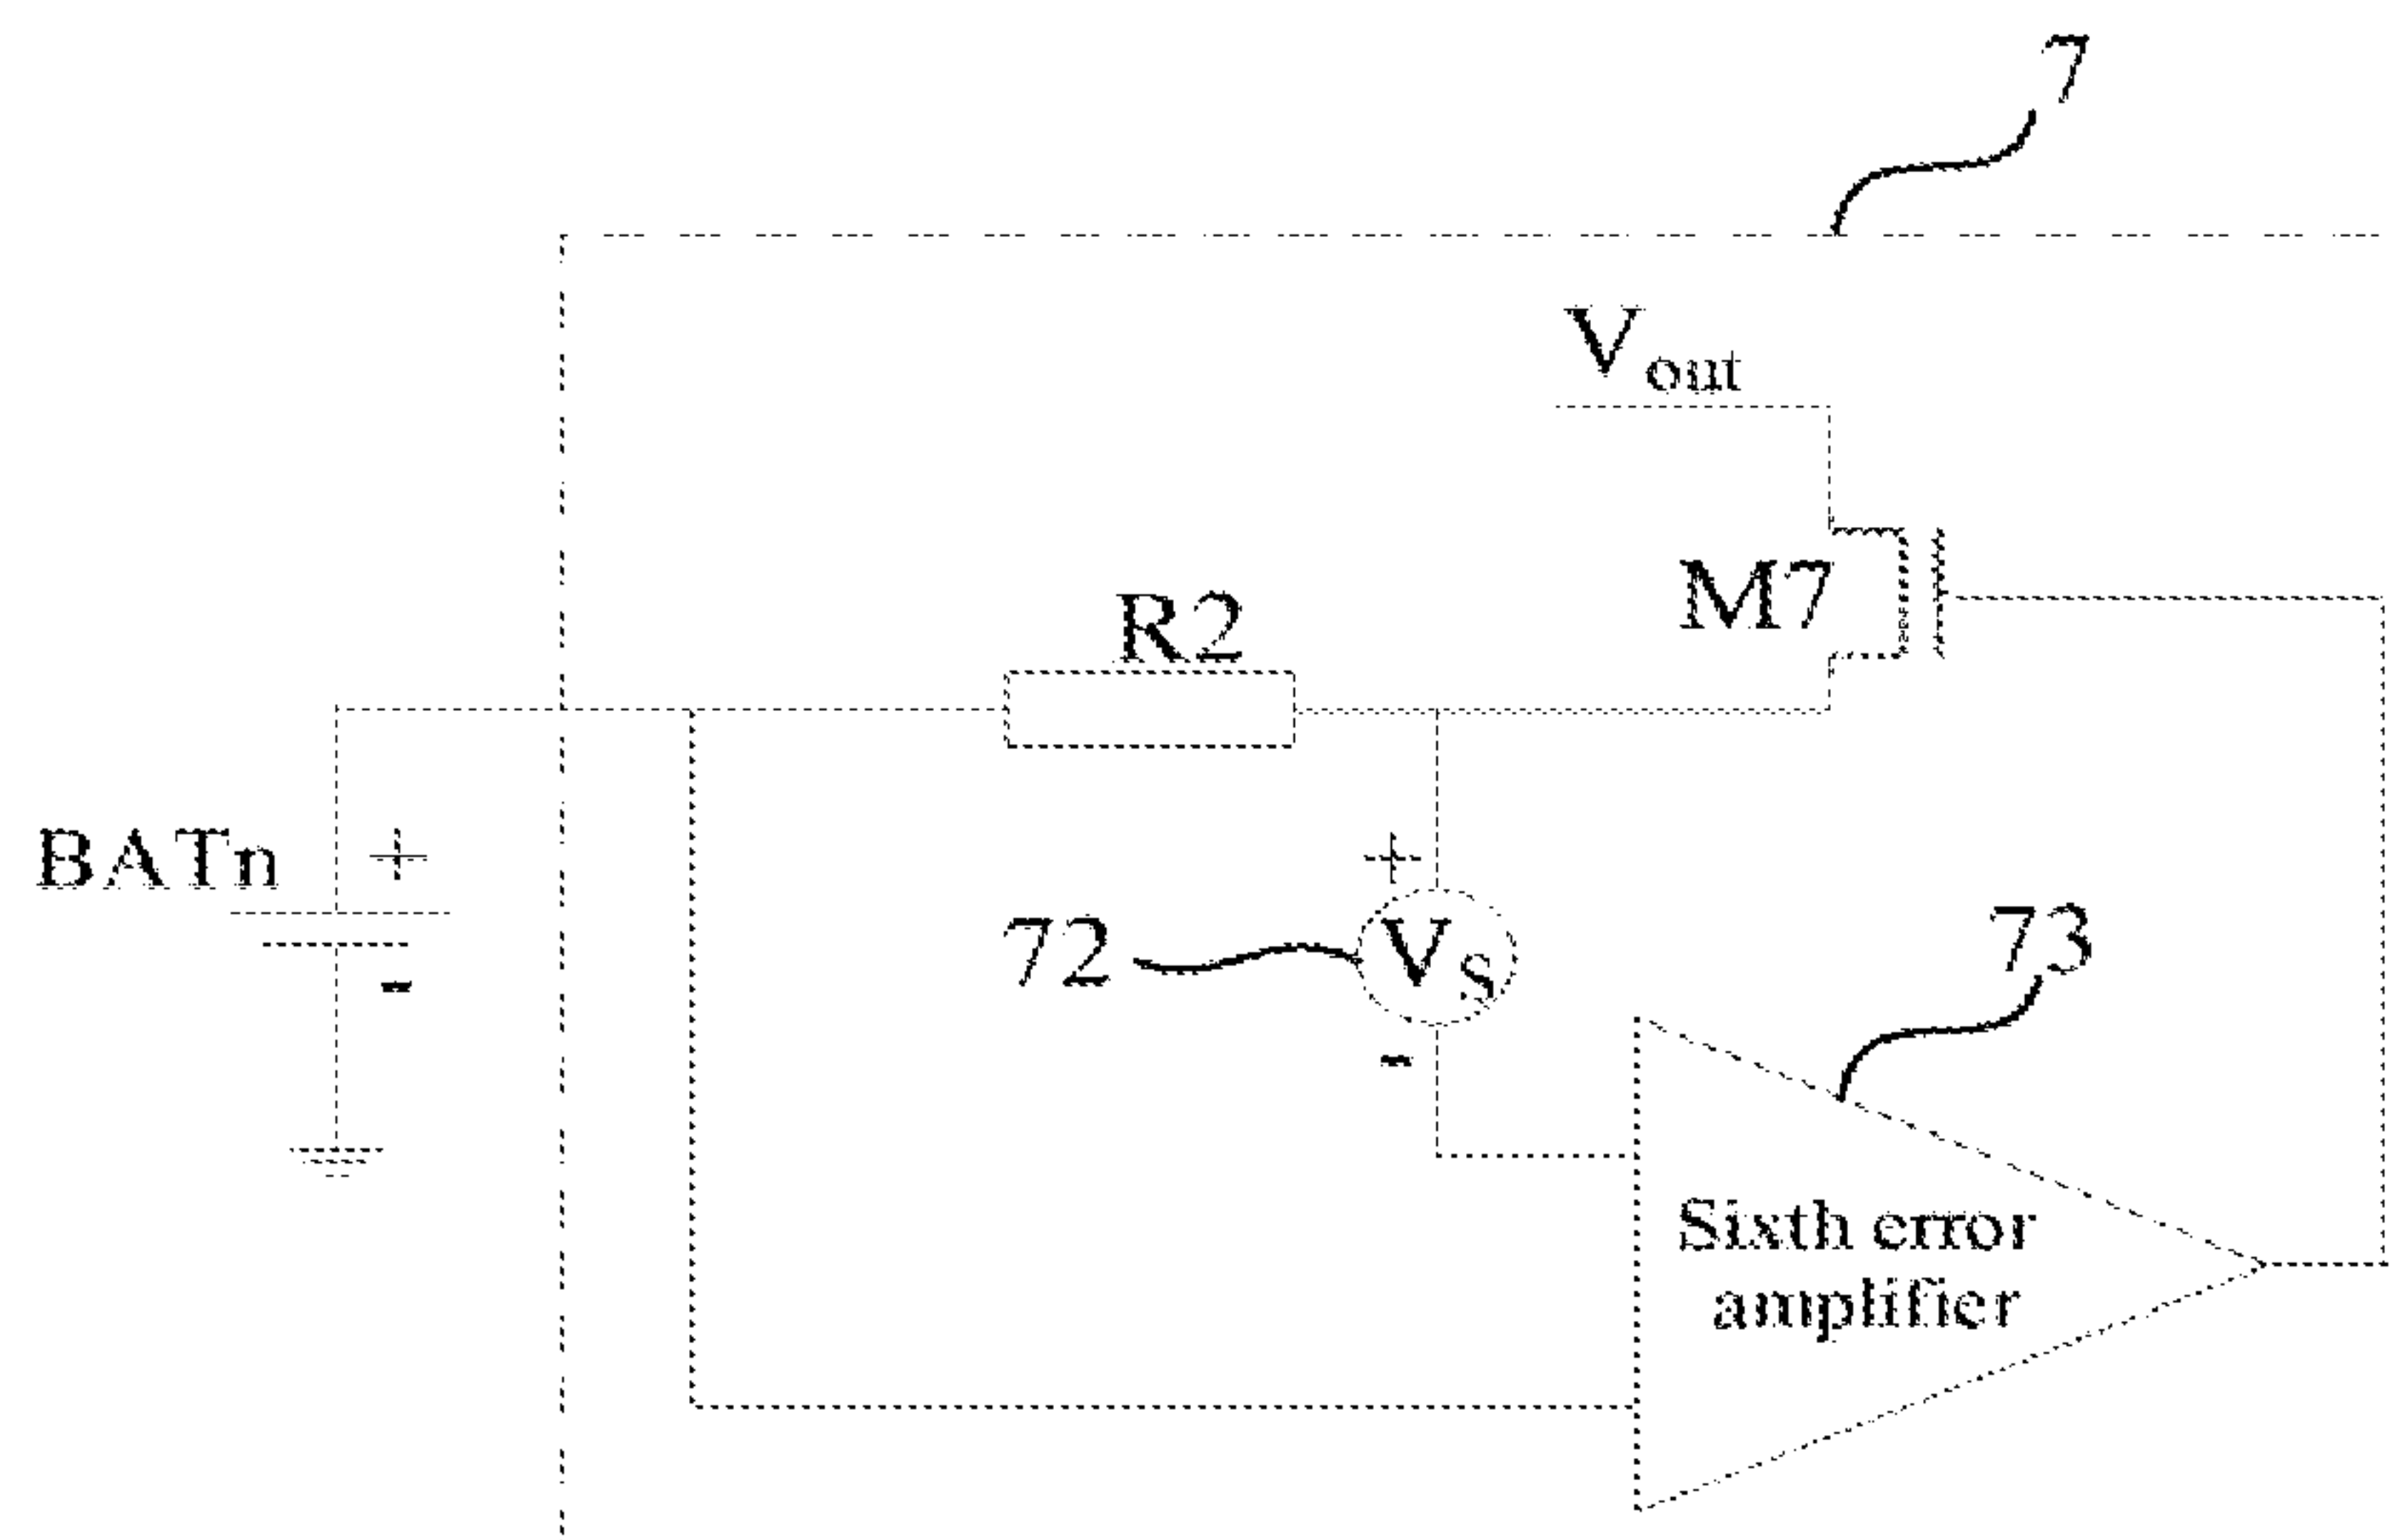 7
Vout
M7
R2
BATn
+
-
+
72
Vs
-
73
Sixth error
amplifier